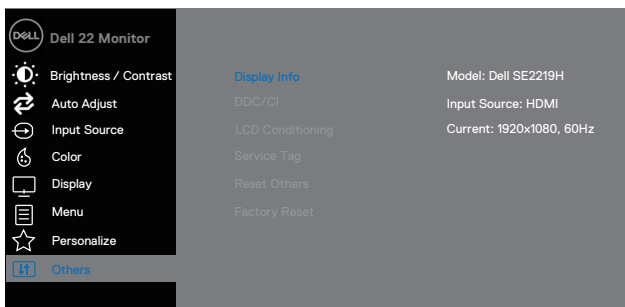 DELL Dell 22 Monitor
Brightness / Contrast
Auto Adjust
Input Source
Color
Display
Menu
Personalize
Others
Display Info
DDC/CI
LCD Conditioning
Service Tag
Reset Others
Factory Reset
Model: Dell SE2219H
Input Source: HDMI
Current: 1920x1080, 60Hz